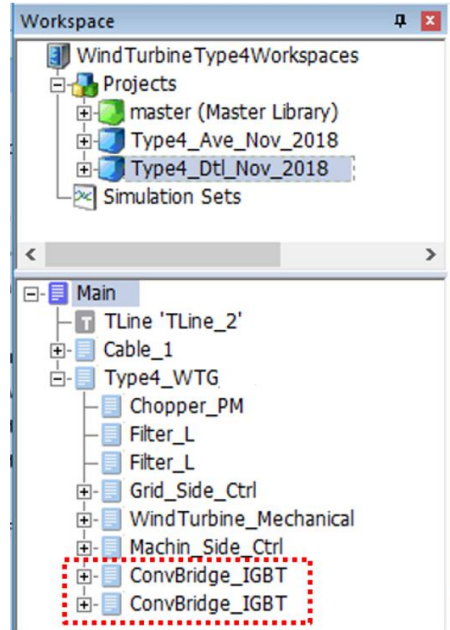 Workspace
WindTurbineType4Workspaces
Projects
master (Master Library)
Type4_Ave_Nov_2018
Type4_Dtl_Nov_2018
Simulation Sets
Main
T TLine 'TLine_2'
Cable_1
Type4_WTG
Chopper_PM
Filter_L
Filter_L
Grid_Side_Ctrl
WindTurbine_Mechanical
Machin_Side_Ctrl
ConvBridge_IGBT
ConvBridge_IGBT